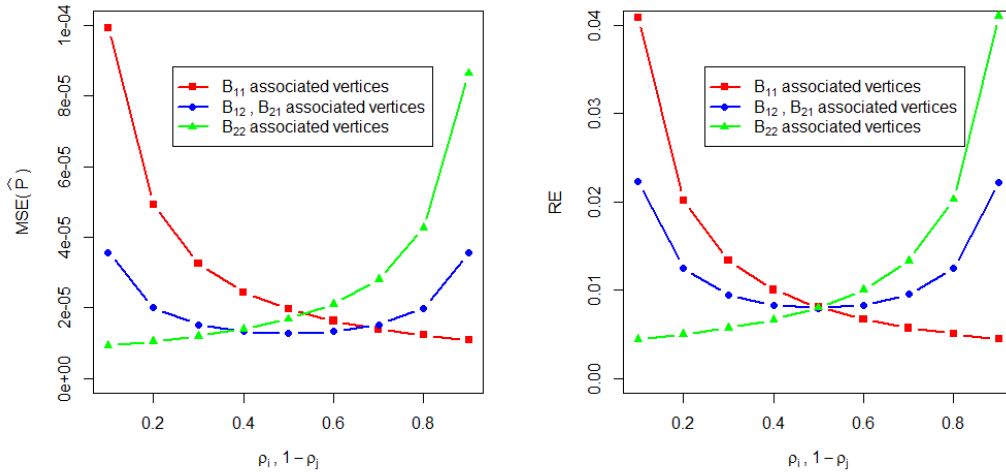 MSE(P̂)
1e-04
8e-05
6e-05
4e-05
2e-05
0e+00
B₁₁ associated vertices
B₁₂ , B₂₁ associated vertices
B₂₂ associated vertices
0.2 0.4 0.6 0.8
ρᵢ , 1 − ρⱼ
RE
0.04
0.03
0.02
0.01
0.00
B₁₁ associated vertices
B₁₂ , B₂₁ associated vertices
B₂₂ associated vertices
0.2 0.4 0.6 0.8
ρᵢ , 1 − ρⱼ